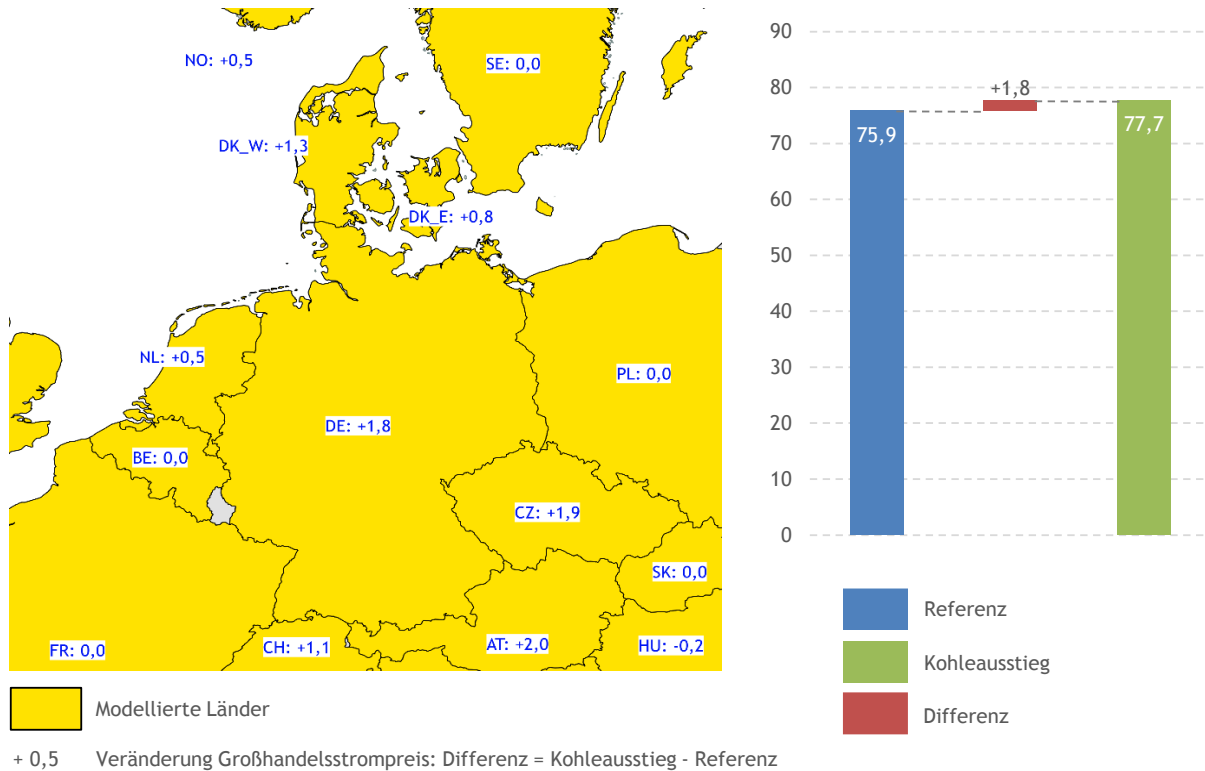 NO: +0,5
SE: 0,0
DK_W: +1,3
DK_E: +0,8
NL: +0,5
PL: 0,0
DE: +1,8
BE: 0,0
CZ: +1,9
SK: 0,0
FR: 0,0
CH: +1,1
AT: +2,0
HU: -0,2
Modellierte Länder
+ 0,5 Veränderung Großhandelsstrompreis: Differenz = Kohleausstieg - Referenz
90
80
70
60
50
40
30
20
10
0
75,9
+1,8
77,7
Referenz
Kohleausstieg
Differenz